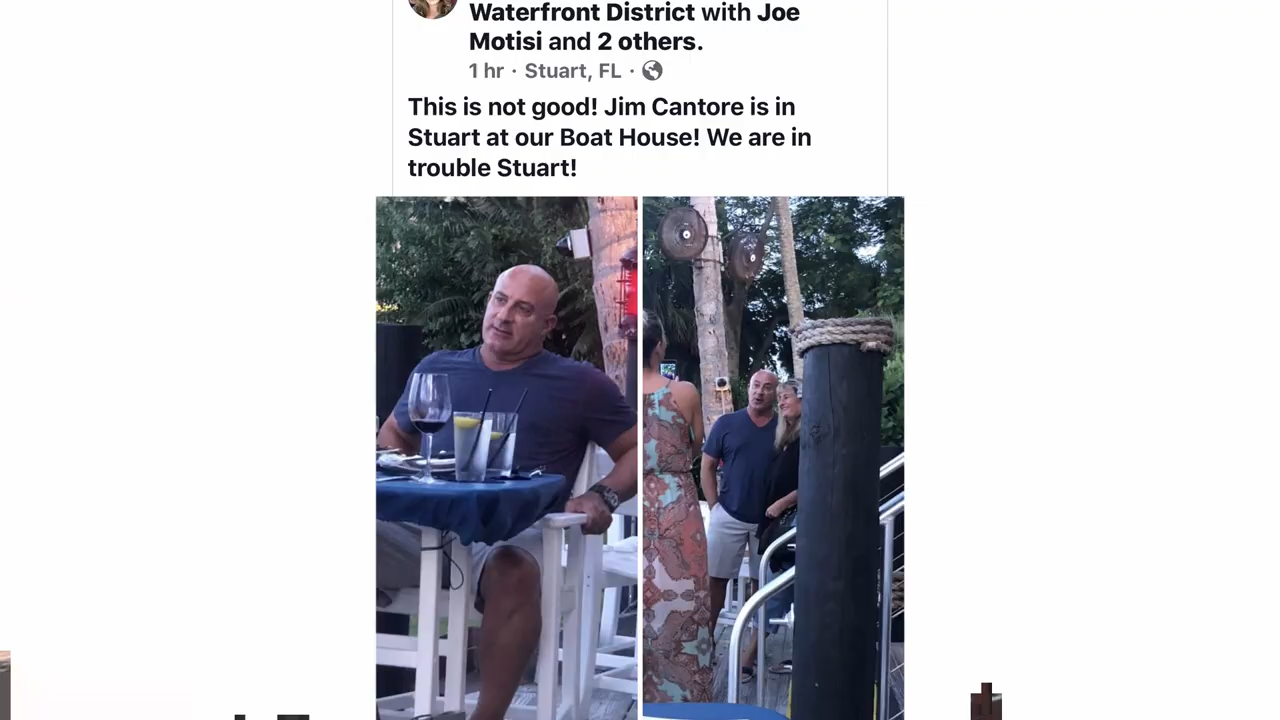 Waterfront District with Joe
Motisi and 2 others.
1 hr · Stuart, FL ·
This is not good! Jim Cantore is in
Stuart at our Boat House! We are in
trouble Stuart!